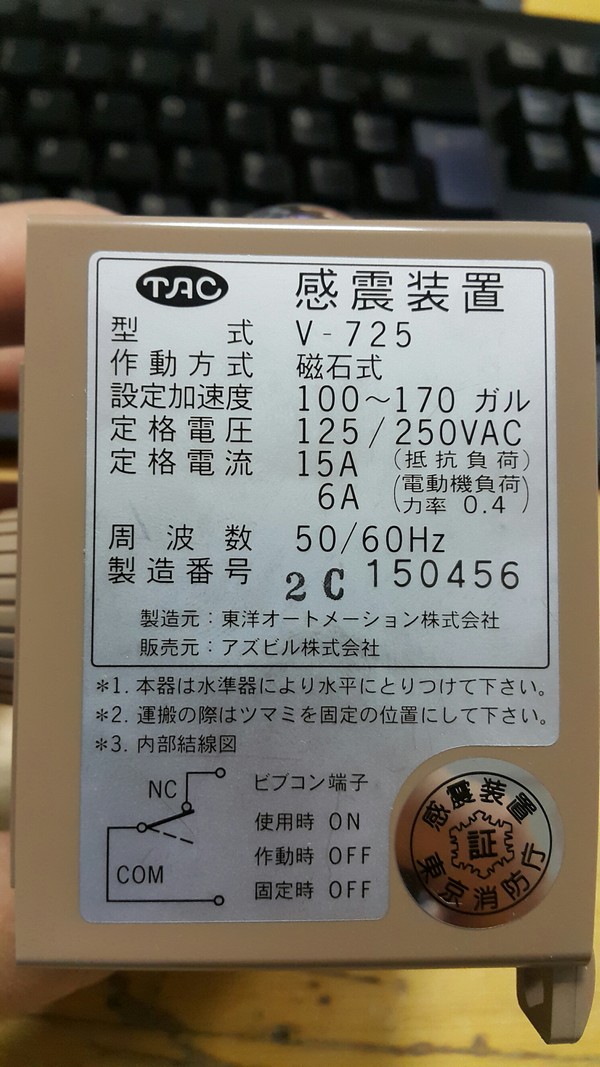 TAC 感震装置
型式 V-725
作動方式 磁石式
設定加速度 100～170 ガル
定格電圧 125/250VAC
定格電流 15A (抵抗負荷)
6A (電動機負荷 力率 0.4)
周波数 50/60Hz
製造番号 2C 150456
製造元：東洋オートメーション株式会社
販売元：アズビル株式会社
*1. 本器は水準器により水平にとりつけて下さい。
*2. 運搬の際はツマミを固定の位置にして下さい。
*3. 内部結線図
NC
COM
ビブコン端子
使用時 ON
作動時 OFF
固定時 OFF
感震装置
証
東京消防庁